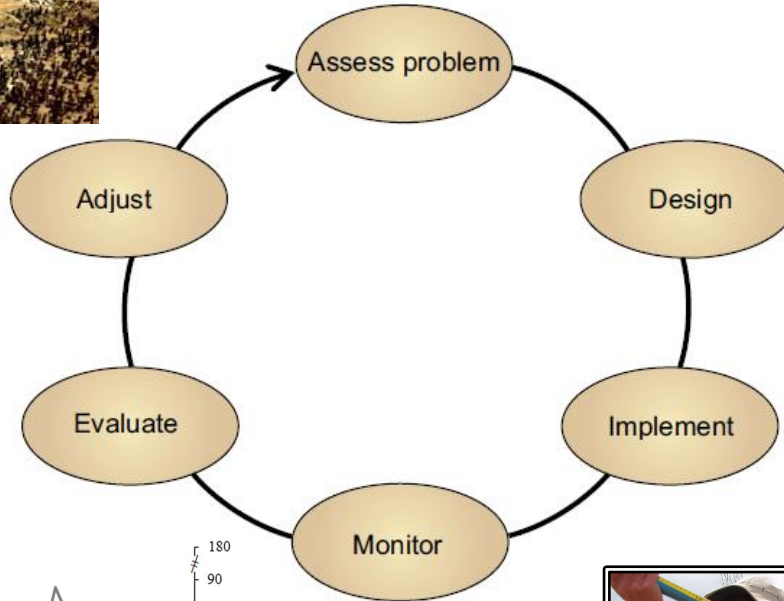 Assess problem
Adjust
Design
Evaluate
Implement
Monitor
180
90